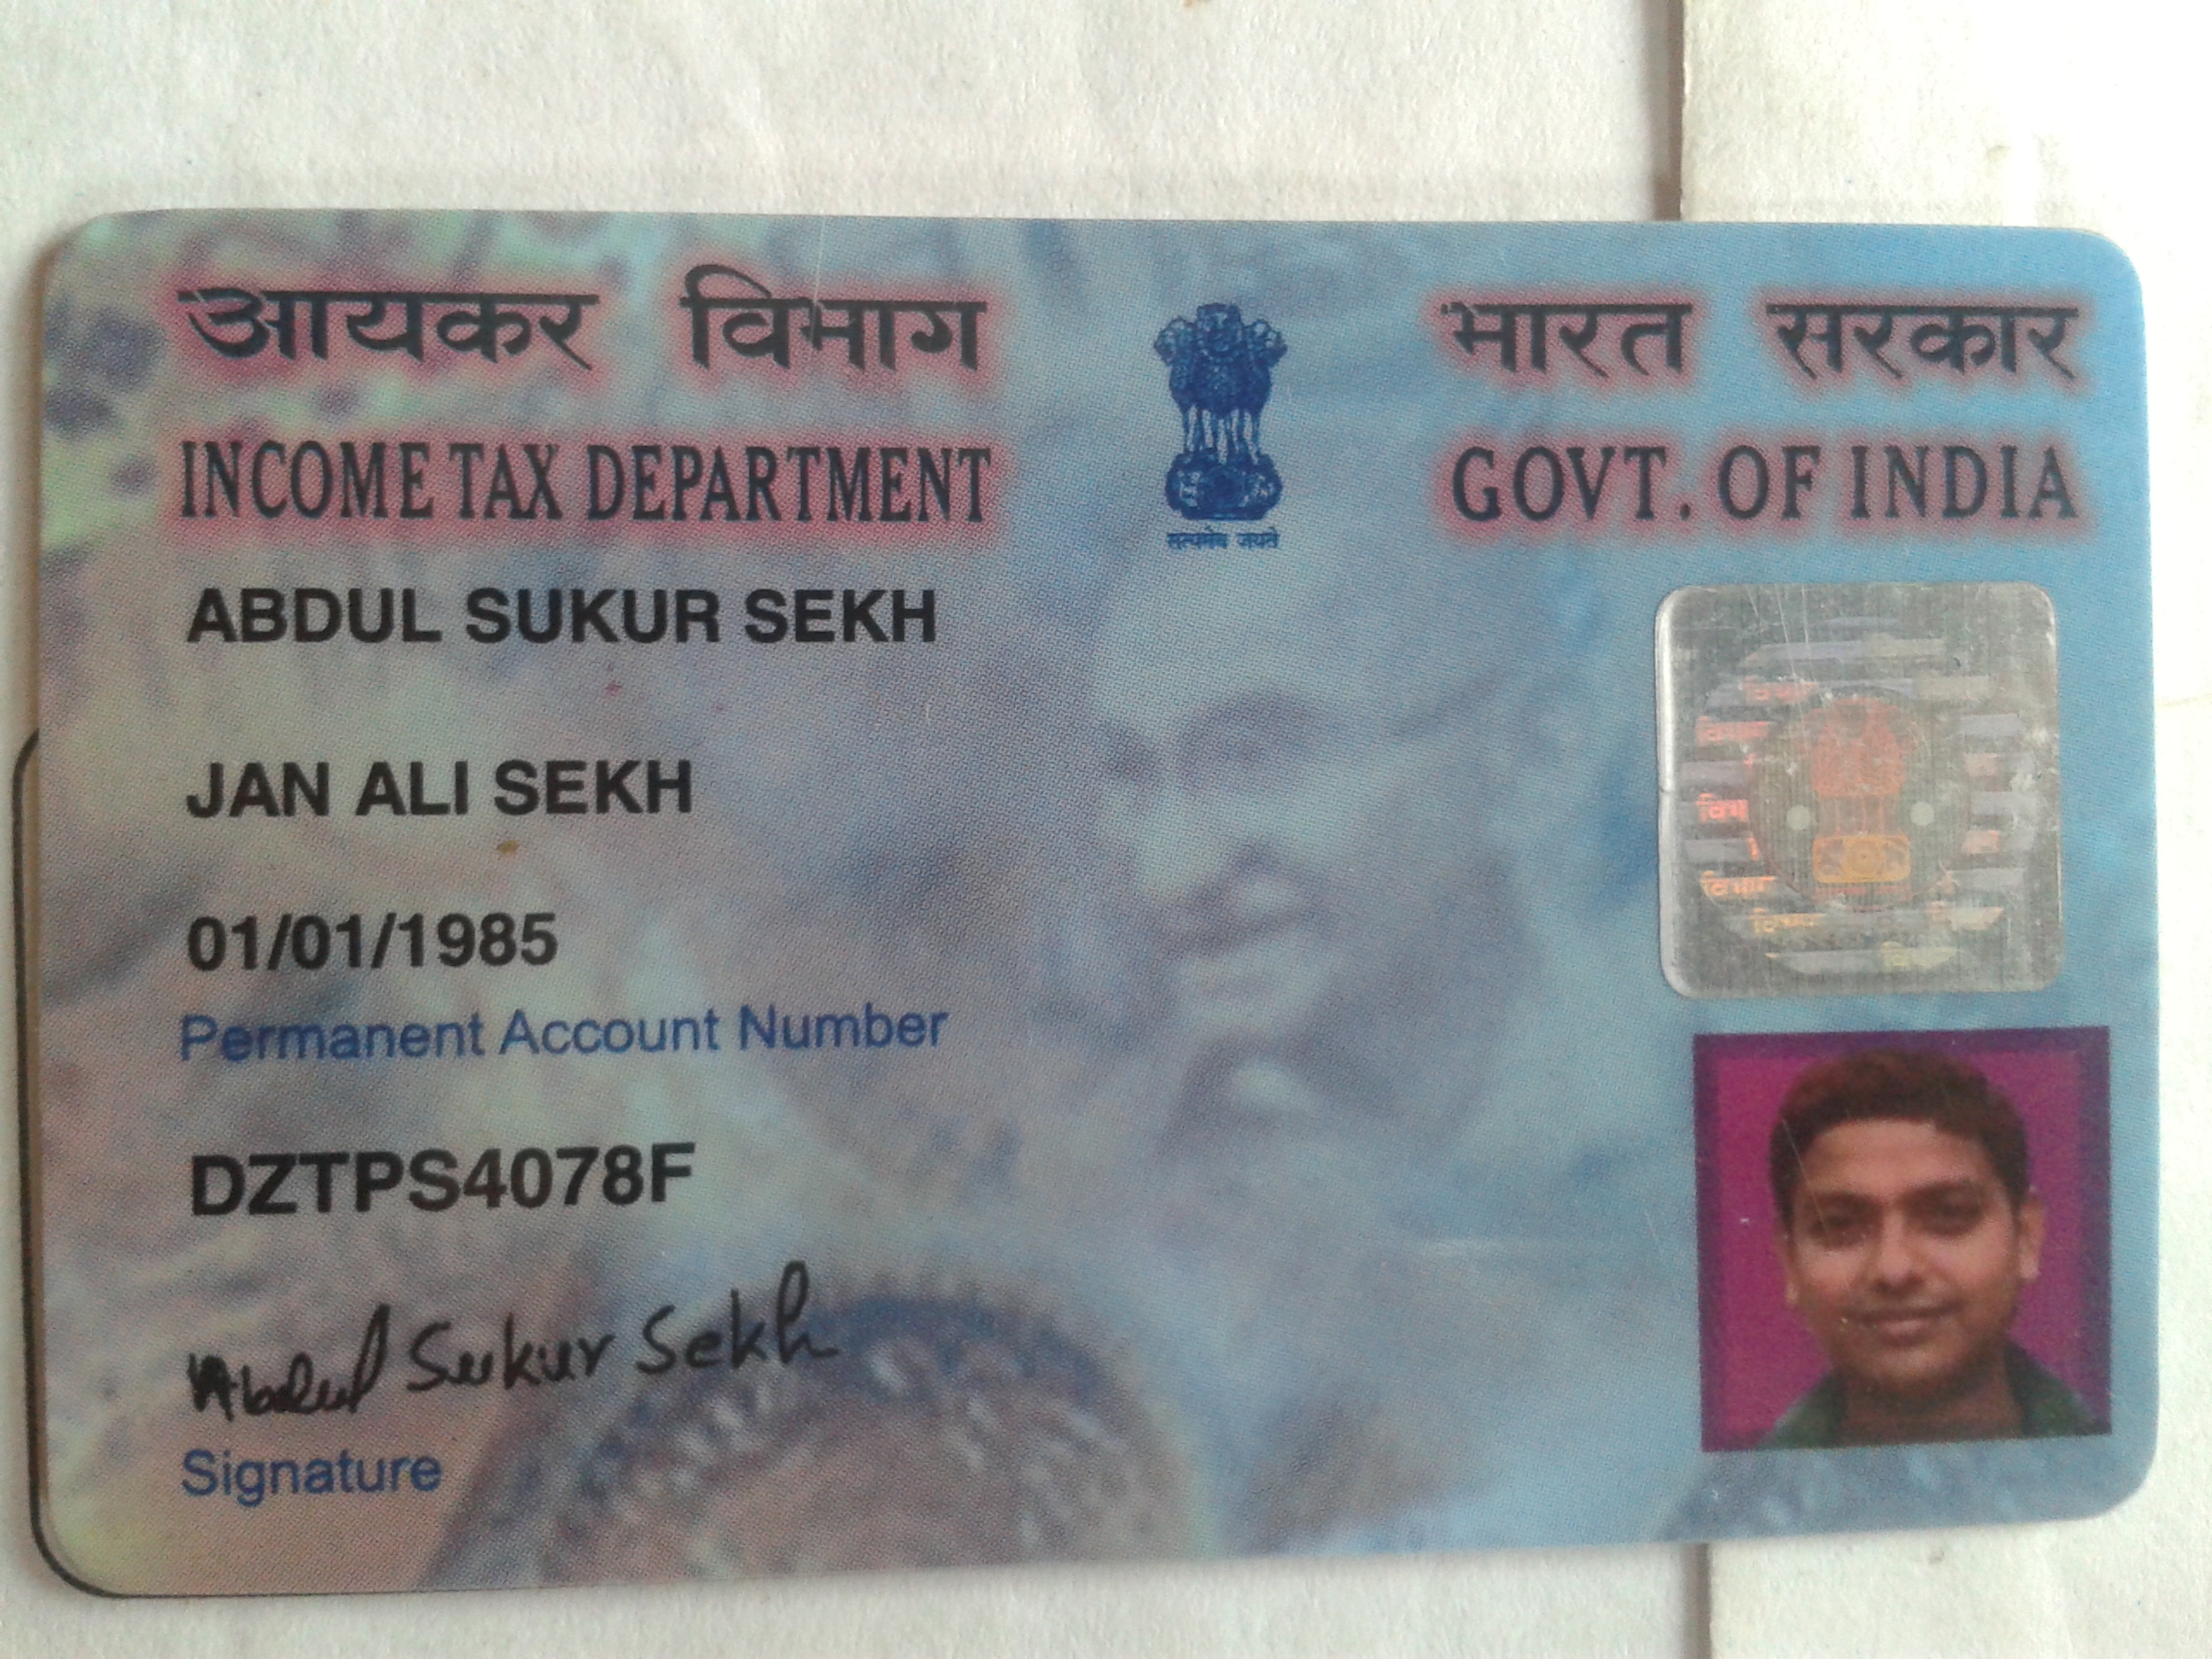 आयकर विभाग
भारत सरकार
INCOME TAX DEPARTMENT
GOVT. OF INDIA
सत्यमेव जयते
ABDUL SUKUR SEKH
JAN ALI SEKH
01/01/1985
Permanent Account Number
DZTPS4078F
Abdul Sukur Sekh
Signature